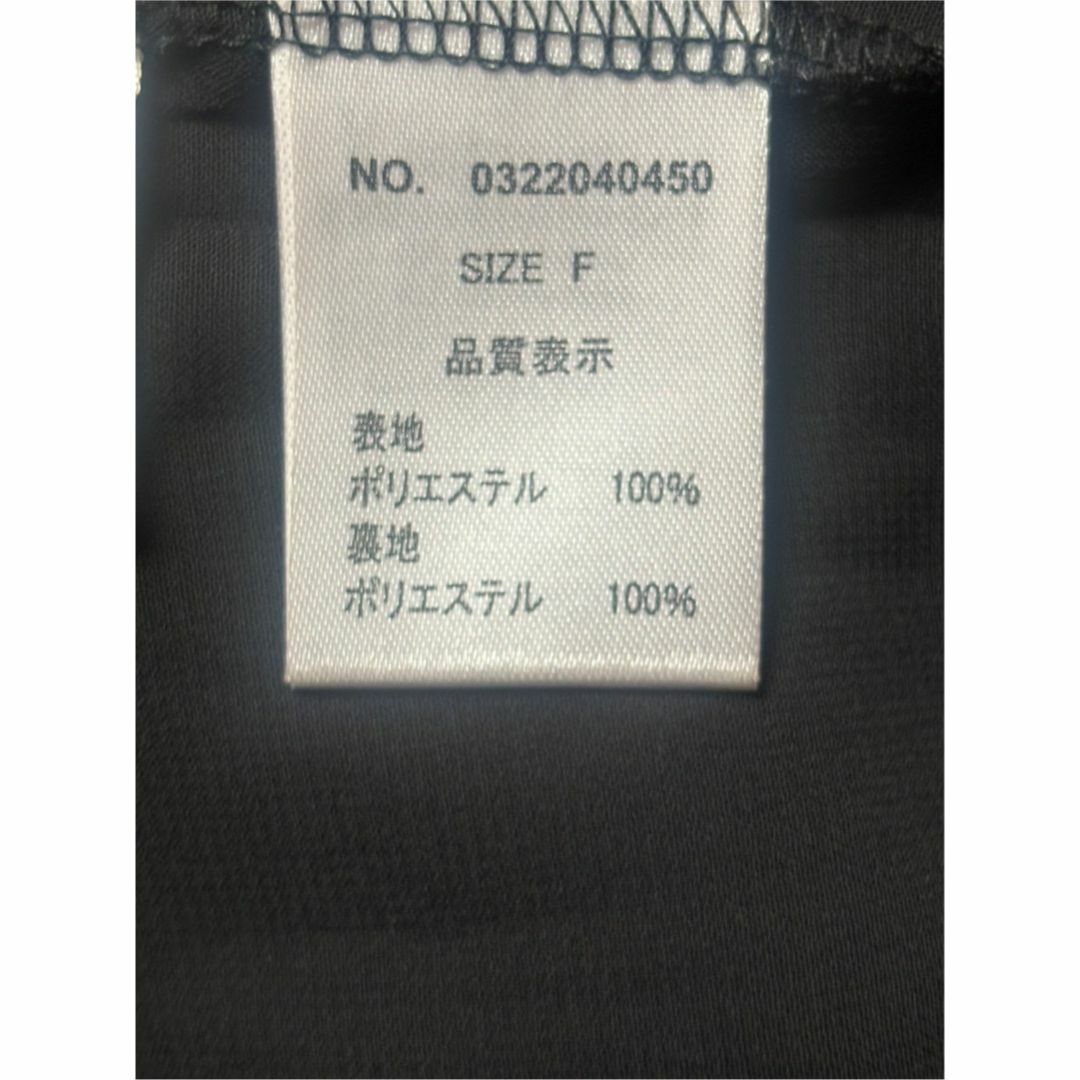 NO. 0322040450
SIZE F
品質表示
表地
ポリエステル 100%
裏地
ポリエステル 100%